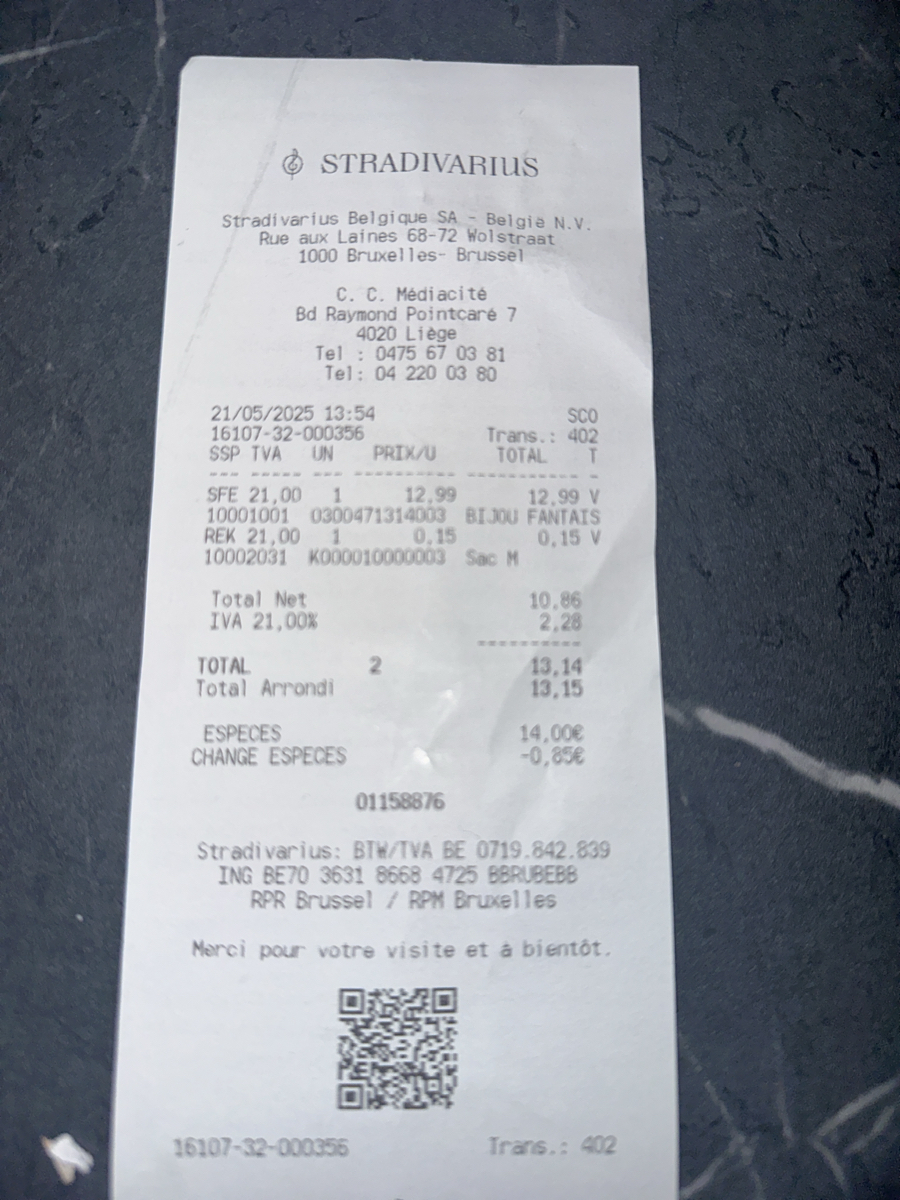 STRADIVARIUS
Stradivarius Belgique SA - Belgia N.V.
Rue aux Laines 68-72 Wolstraat
1000 Bruxelles- Brussel
C. C. Médiacité
Bd Raymond Pointcaré 7
4020 Liège
Tel : 0475 67 03 81
Tel: 04 220 03 80
21/05/2025 13:54 SCO
16107-32-000356 Trans.: 402
SSP TVA UN PRIX/U TOTAL T
--- ----- --- ---------- ----------- -
SFE 21,00 1 12,99 12,99 V
10001001 0300471314003 BIJOU FANTAIS
REK 21,00 1 0,15 0,15 V
10002031 K000010000003 Sac M
Total Net 10,86
IVA 21,00% 2,28
----------
TOTAL 2 13,14
Total Arrondi 13,15
ESPECES 14,00€
CHANGE ESPECES -0,85€
01158876
Stradivarius: BTW/TVA BE 0719.842.839
ING BE70 3631 8668 4725 BBRUBEBB
RPR Brussel / RPM Bruxelles
Merci pour votre visite et à bientôt.
16107-32-000356 Trans.: 402